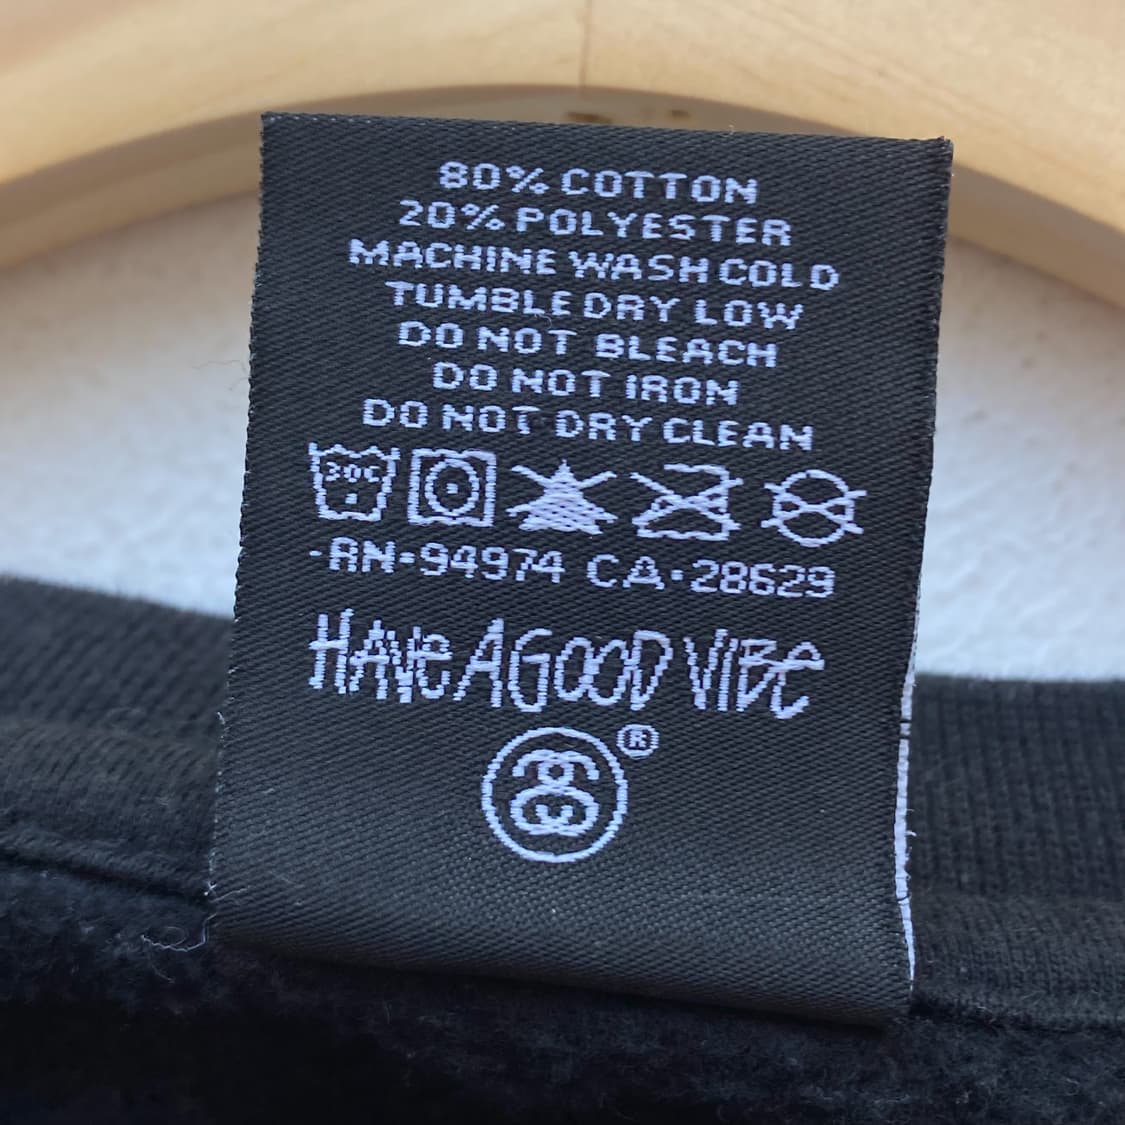 80% COTTON
20% POLYESTER
MACHINE WASH COLD
TUMBLE DRY LOW
DO NOT BLEACH
DO NOT IRON
DO NOT DRY CLEAN
30C
-RN-94974 CA-28629
HAVE A GOOD VIBE
®